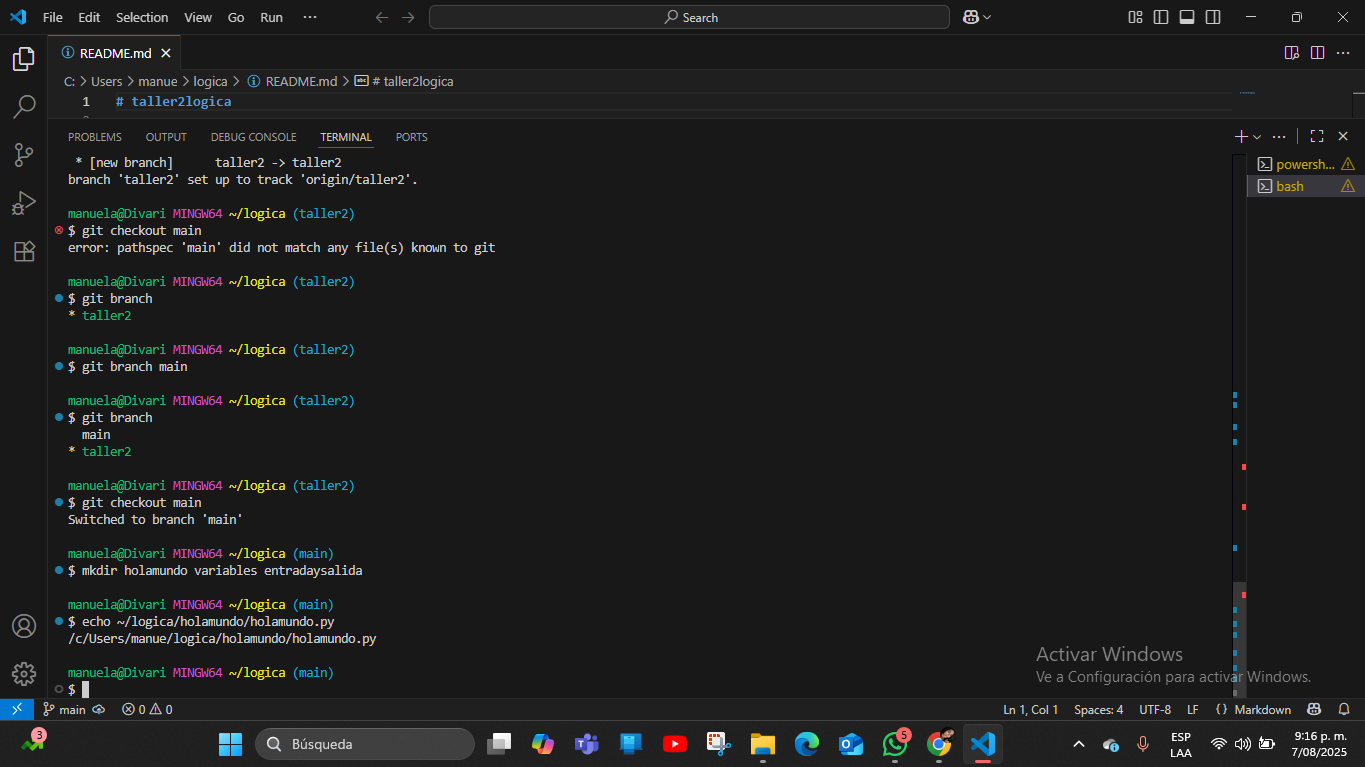 File Edit Selection View Go Run ···
Search
README.md
C: > Users > manue > logica > README.md > # taller2logica
1 # taller2logica
PROBLEMS OUTPUT DEBUG CONSOLE TERMINAL PORTS
* [new branch]      taller2 -> taller2
branch 'taller2' set up to track 'origin/taller2'.
manuela@Divari MINGW64 ~/logica (taller2)
$ git checkout main
error: pathspec 'main' did not match any file(s) known to git
manuela@Divari MINGW64 ~/logica (taller2)
$ git branch
* taller2
manuela@Divari MINGW64 ~/logica (taller2)
$ git branch main
manuela@Divari MINGW64 ~/logica (taller2)
$ git branch
main
* taller2
manuela@Divari MINGW64 ~/logica (taller2)
$ git checkout main
Switched to branch 'main'
manuela@Divari MINGW64 ~/logica (main)
$ mkdir holamundo variables entradaysalida
manuela@Divari MINGW64 ~/logica (main)
$ echo ~/logica/holamundo/holamundo.py
/c/Users/manue/logica/holamundo/holamundo.py
manuela@Divari MINGW64 ~/logica (main)
$
powersh...
bash
Activar Windows
Ve a Configuración para activar Windows.
main 0 0 Ln 1, Col 1 Spaces: 4 UTF-8 LF {} Markdown
3 Búsqueda 5 ESP LAA 9:16 p. m. 7/08/2025